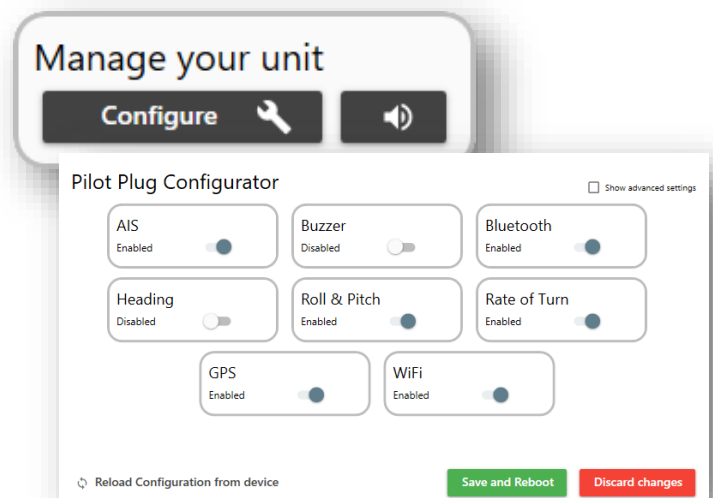 Manage your unit
Configure
Pilot Plug Configurator
Show advanced settings
AIS
Enabled
Buzzer
Disabled
Bluetooth
Enabled
Heading
Disabled
Roll & Pitch
Enabled
Rate of Turn
Enabled
GPS
Enabled
WiFi
Enabled
Reload Configuration from device
Save and Reboot
Discard changes